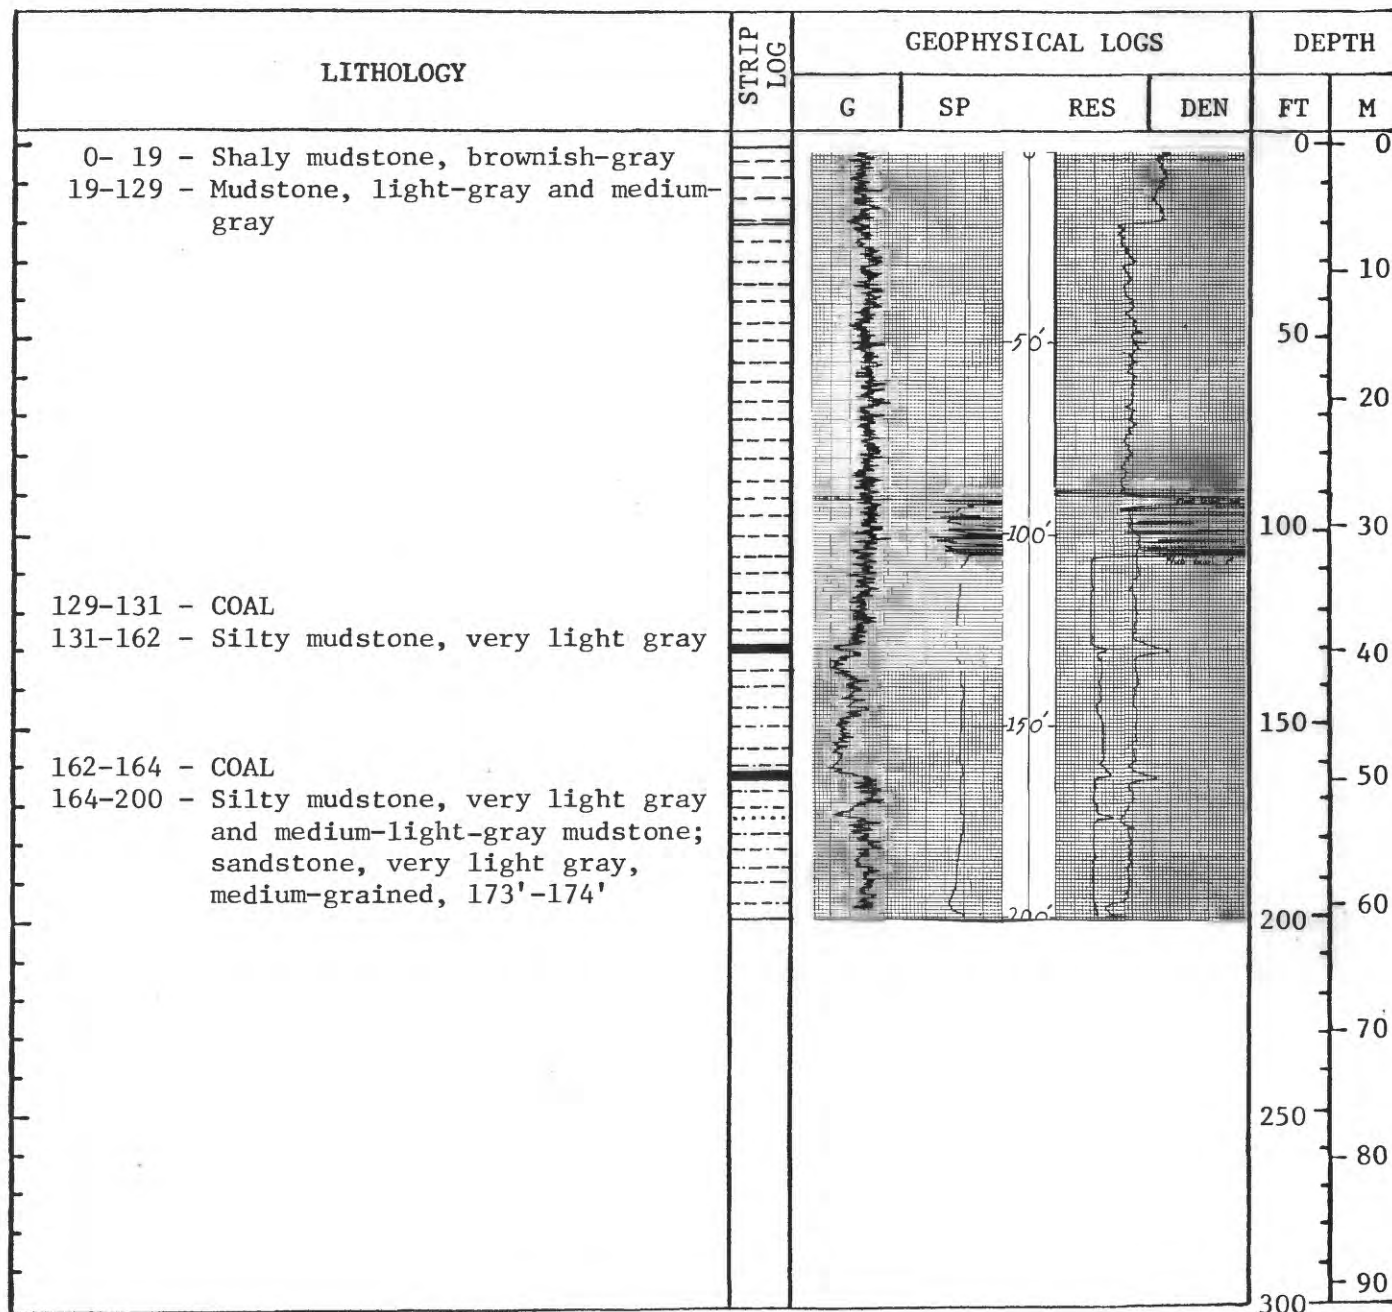 LITHOLOGY
STRIP LOG
GEOPHYSICAL LOGS
DEPTH
G SP RES DEN FT M
0- 19 - Shaly mudstone, brownish-gray
19-129 - Mudstone, light-gray and medium-
gray
129-131 - COAL
131-162 - Silty mudstone, very light gray
162-164 - COAL
164-200 - Silty mudstone, very light gray
and medium-light-gray mudstone;
sandstone, very light gray,
medium-grained, 173'-174'
0
50'
100'
150'
200'
0 0
10
50
20
100 30
40
150
50
60
200
70
250
80
90
300